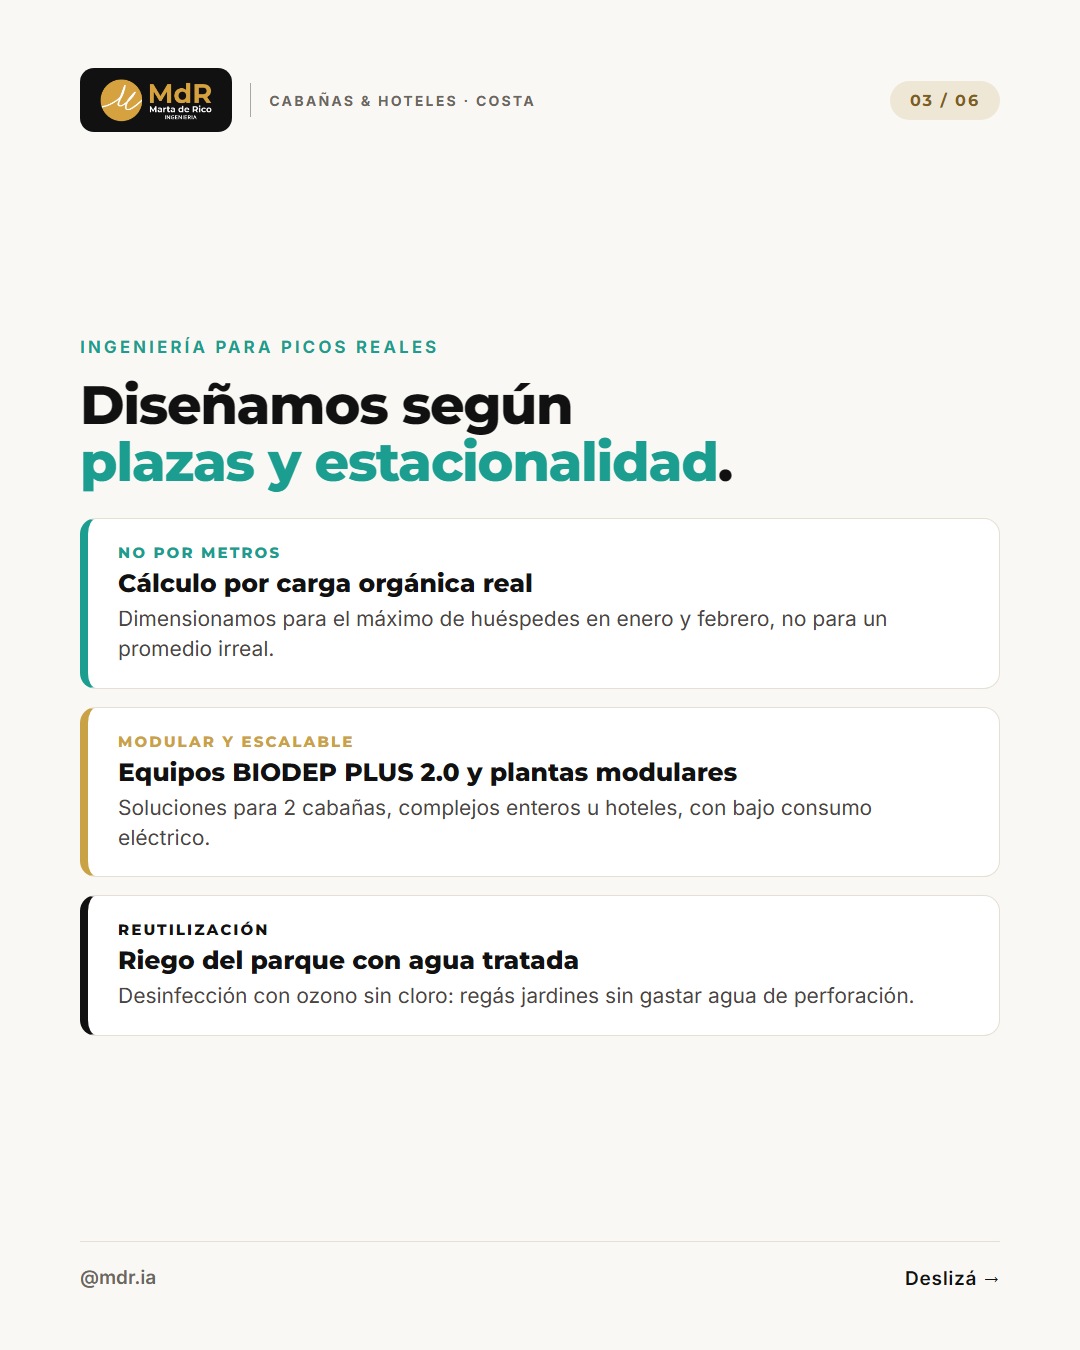 MdR
Marta de Rico
INGENIERIA
CABAÑAS & HOTELES · COSTA
03 / 06
INGENIERÍA PARA PICOS REALES
Diseñamos según
plazas y estacionalidad.
NO POR METROS
Cálculo por carga orgánica real
Dimensionamos para el máximo de huéspedes en enero y febrero, no para un
promedio irreal.
MODULAR Y ESCALABLE
Equipos BIODEP PLUS 2.0 y plantas modulares
Soluciones para 2 cabañas, complejos enteros u hoteles, con bajo consumo
eléctrico.
REUTILIZACIÓN
Riego del parque con agua tratada
Desinfección con ozono sin cloro: regás jardines sin gastar agua de perforación.
@mdr.ia
Deslizá →